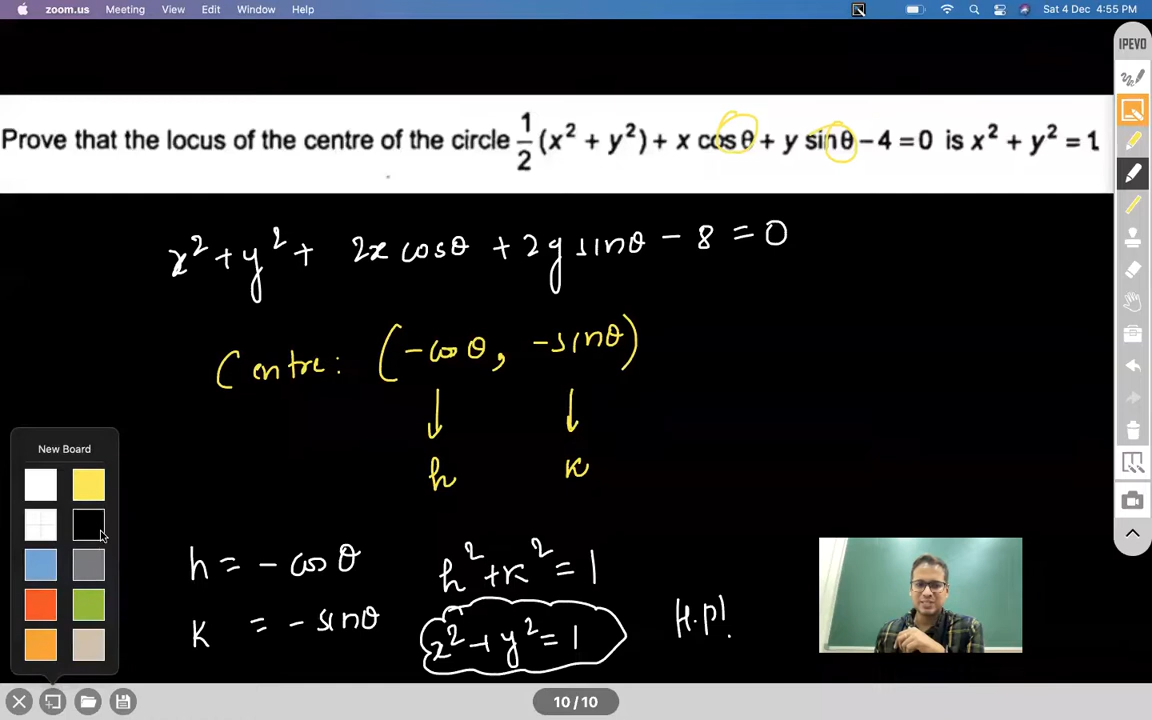 zoom.us Meeting View Edit Window Help Sat 4 Dec 4:55 PM
IPEVO
Prove that the locus of the centre of the circle 1/2 (x² + y²) + x cosθ + y sinθ − 4 = 0 is x² + y² = 1.
x² + y² + 2x cosθ + 2y sinθ − 8 = 0
Centre: (−cosθ, −sinθ)
↓ ↓
h k
New Board
h = − cosθ h² + k² = 1
k = − sinθ x² + y² = 1 H.P!
10 / 10